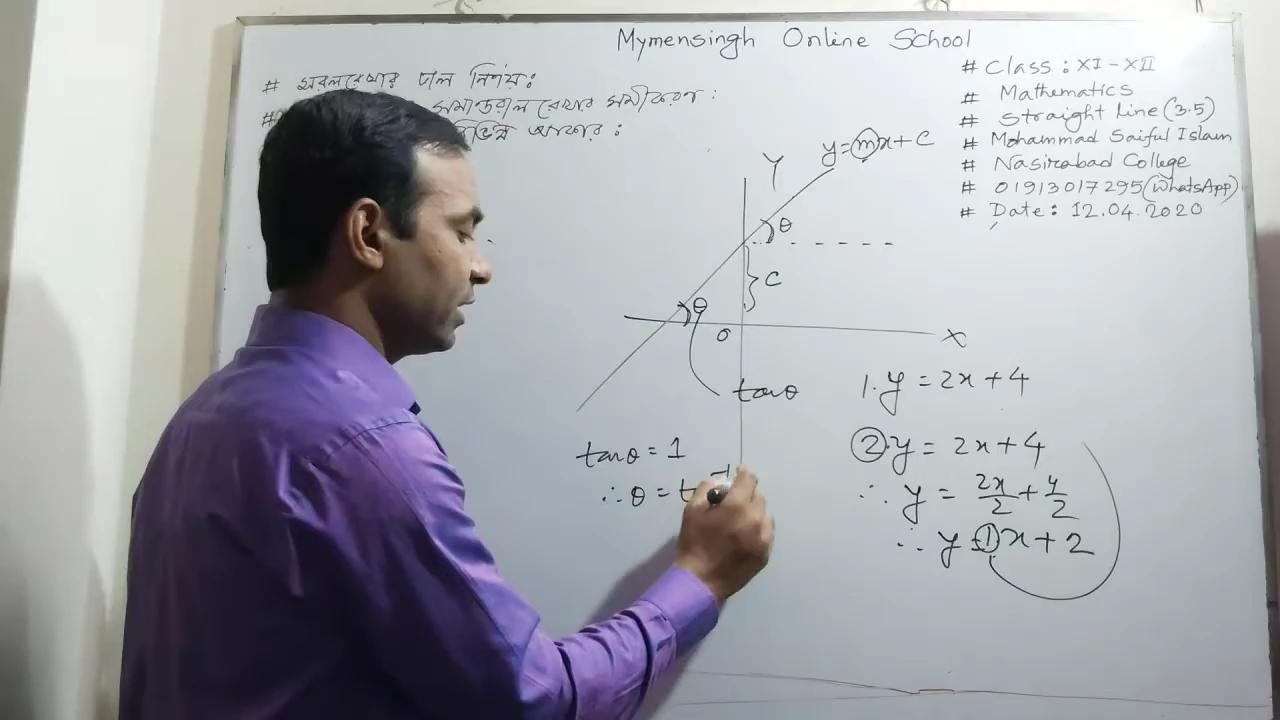 Mymensingh Online School
# সরলরেখার ঢাল নির্ণয়:
# সমান্তরাল রেখার সমীকরণ:
বিভিন্ন আকার:
# Class: XI-XII
# Mathematics
# Straight Line (3.5)
# Mohammad Saiful Islam
# Nasirabad College
# 01913017295 (WhatsApp)
# Date: 12.04.2020
y=mx+c
Y
θ
c
θ
O
X
tanθ
1. y = 2x+4
tanθ = 1
② y = 2x+4
∴ θ = t
-1
∴ y = 2x/2 + 4/2
∴ y = 1x+2